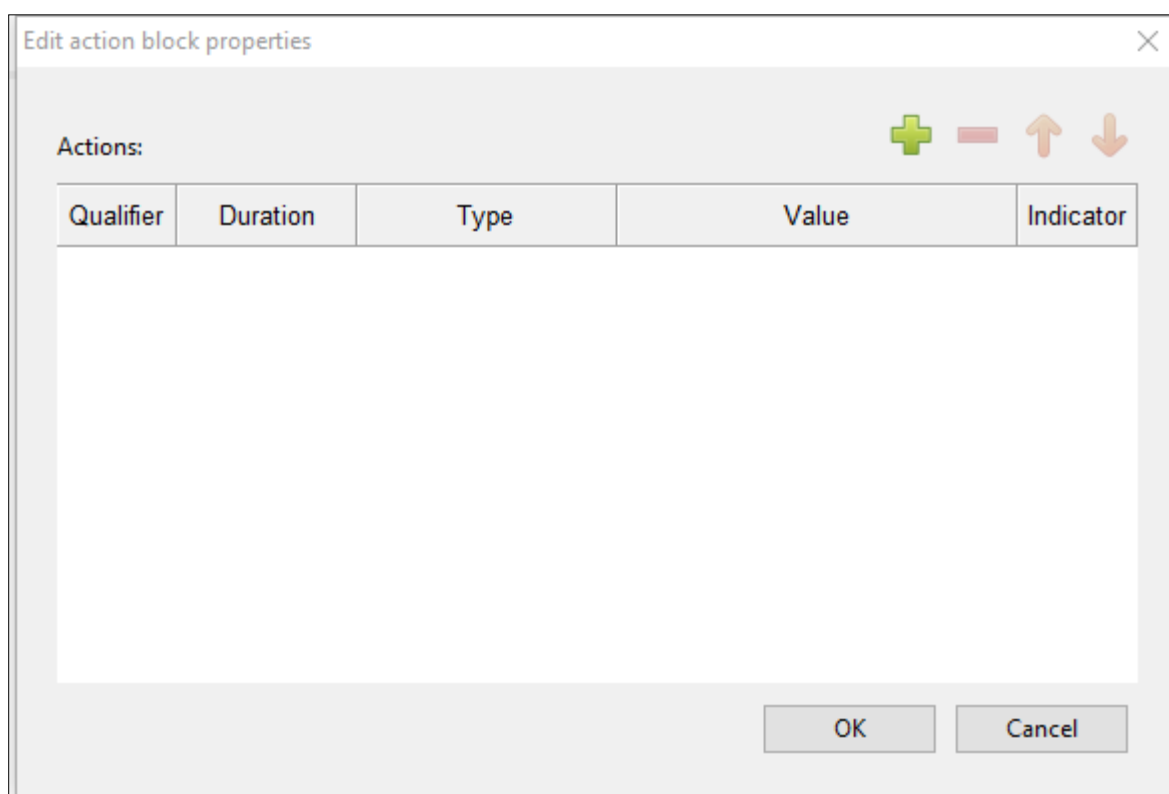 Edit action block properties
Actions:
Qualifier Duration Type Value Indicator
OK Cancel